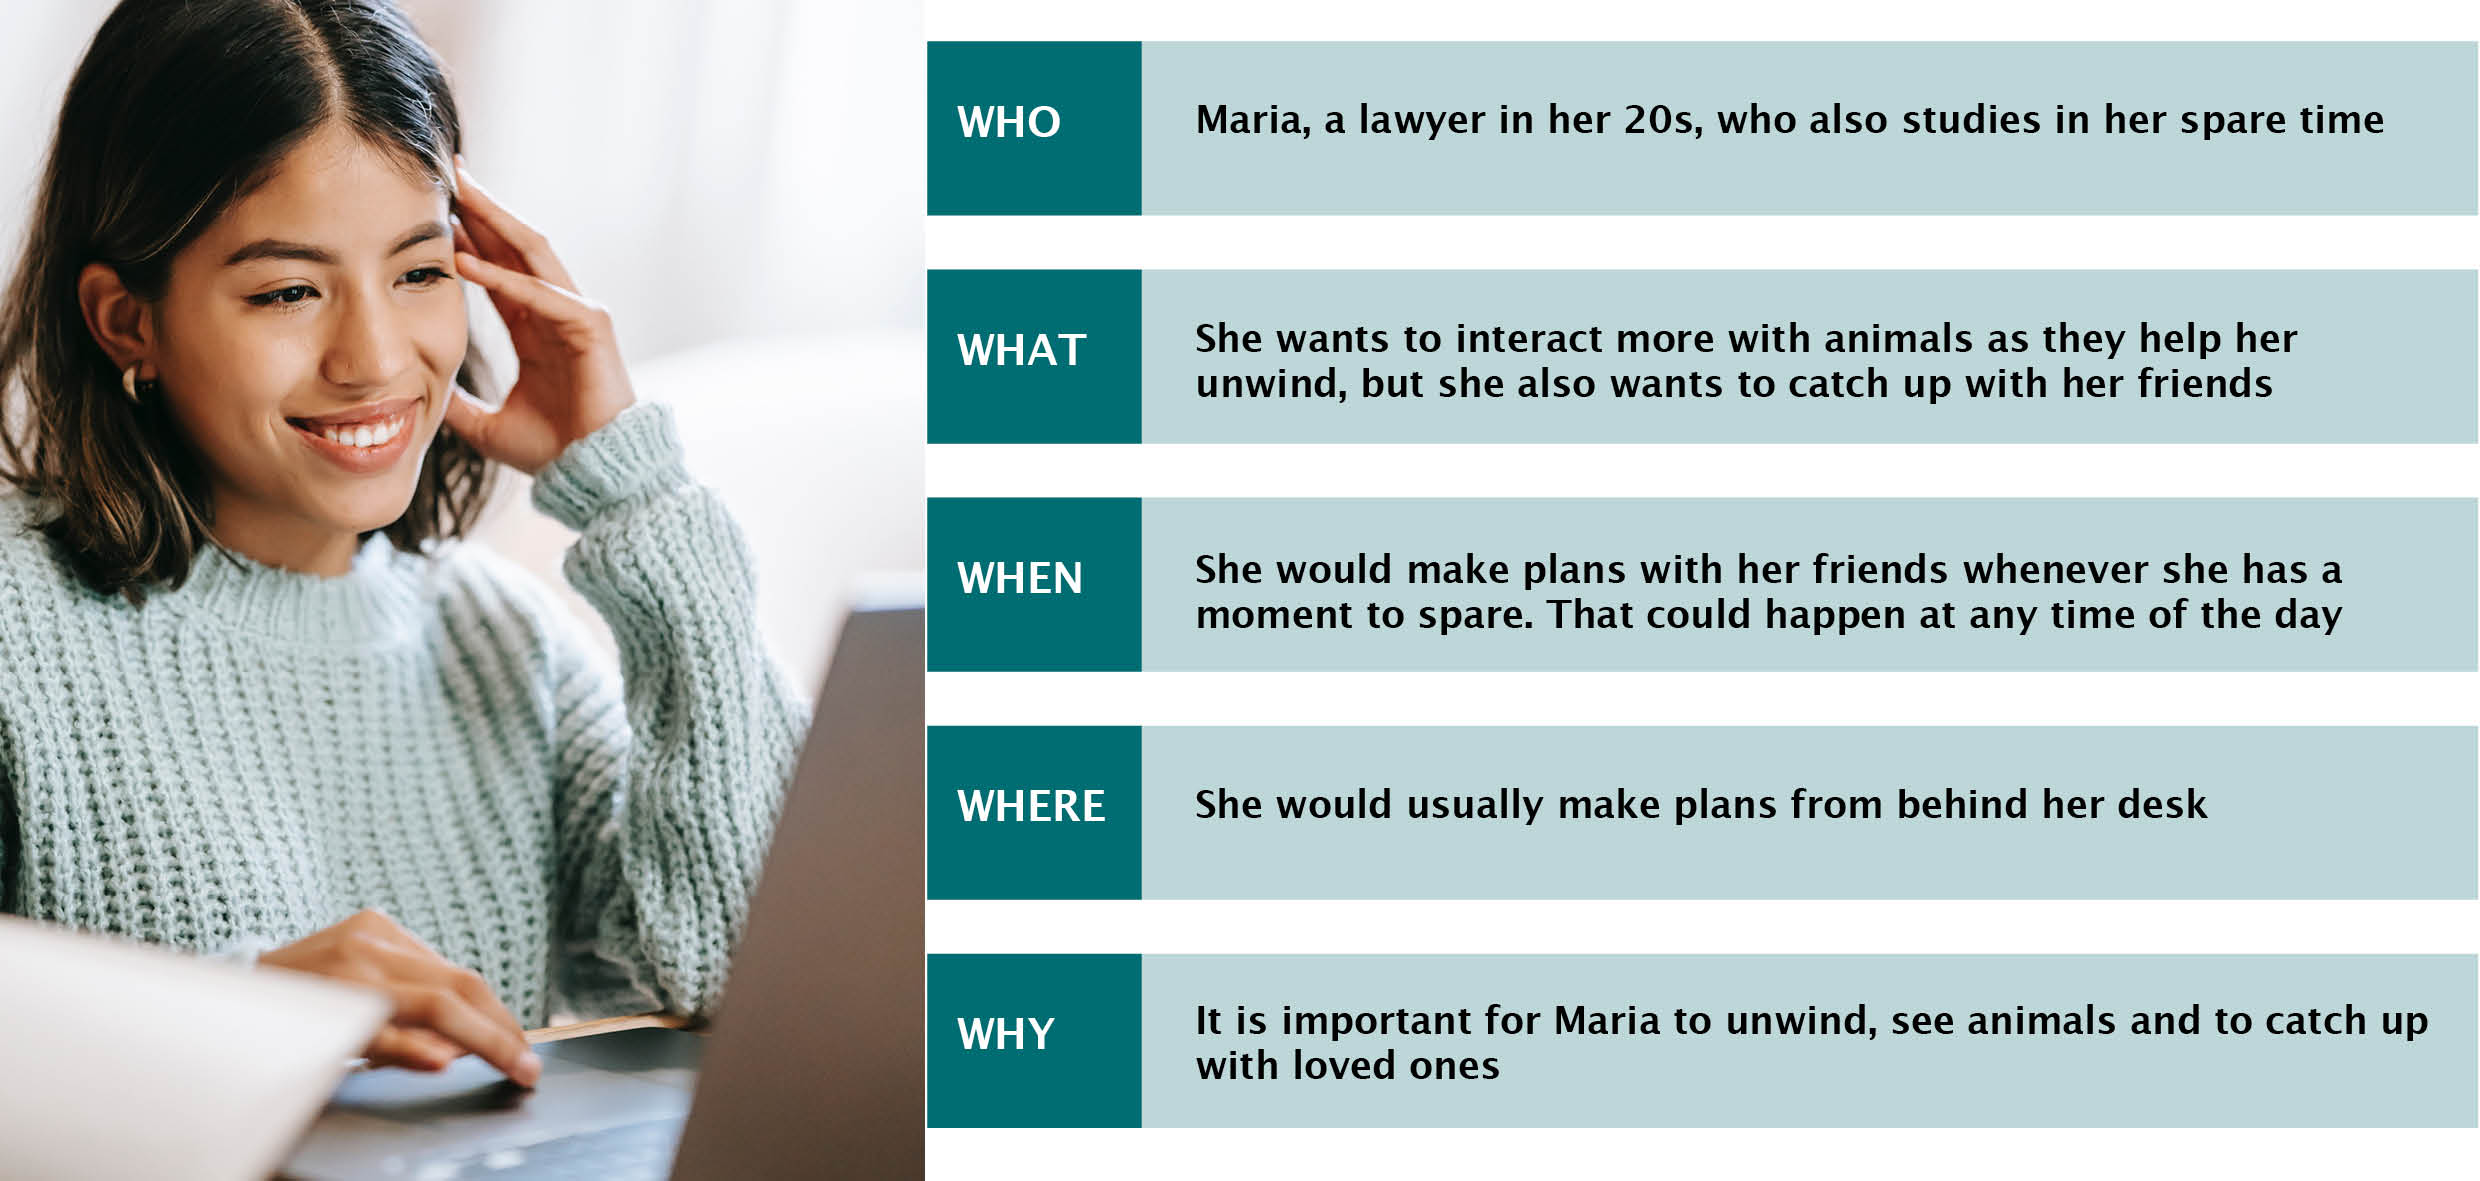 WHO
Maria, a lawyer in her 20s, who also studies in her spare time
WHAT
She wants to interact more with animals as they help her
unwind, but she also wants to catch up with her friends
WHEN
She would make plans with her friends whenever she has a
moment to spare. That could happen at any time of the day
WHERE
She would usually make plans from behind her desk
WHY
It is important for Maria to unwind, see animals and to catch up
with loved ones